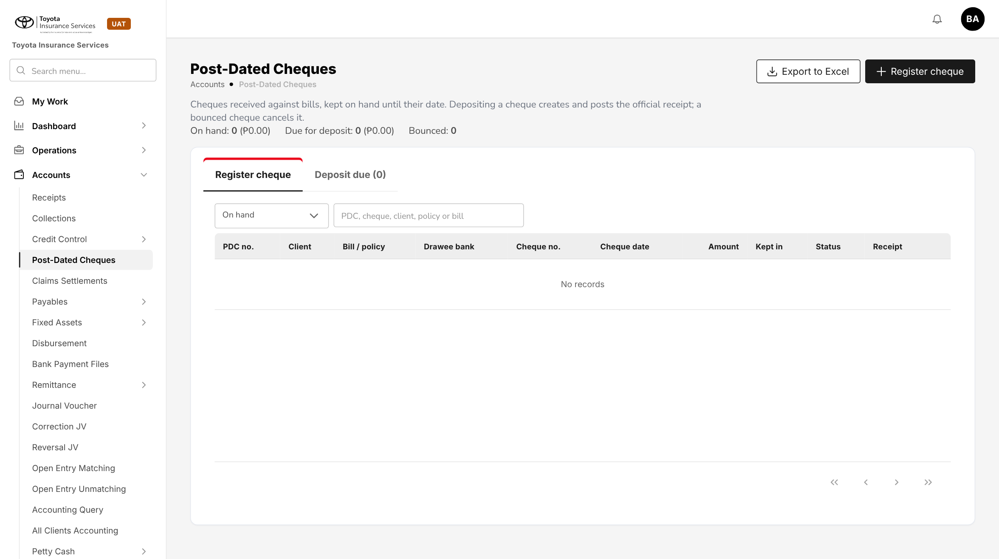 Toyota
Insurance Services
UAT
Toyota Insurance Services
Search menu...
My Work
Dashboard
Operations
Accounts
Receipts
Collections
Credit Control
Post-Dated Cheques
Claims Settlements
Payables
Fixed Assets
Disbursement
Bank Payment Files
Remittance
Journal Voucher
Correction JV
Reversal JV
Open Entry Matching
Open Entry Unmatching
Accounting Query
All Clients Accounting
Petty Cash
BA
Post-Dated Cheques
Accounts • Post-Dated Cheques
Export to Excel
Register cheque
Cheques received against bills, kept on hand until their date. Depositing a cheque creates and posts the official receipt; a
bounced cheque cancels it.
On hand: 0 (₱0.00) Due for deposit: 0 (₱0.00) Bounced: 0
Register cheque Deposit due (0)
On hand PDC, cheque, client, policy or bill
PDC no. Client Bill / policy Drawee bank Cheque no. Cheque date Amount Kept in Status Receipt
No records